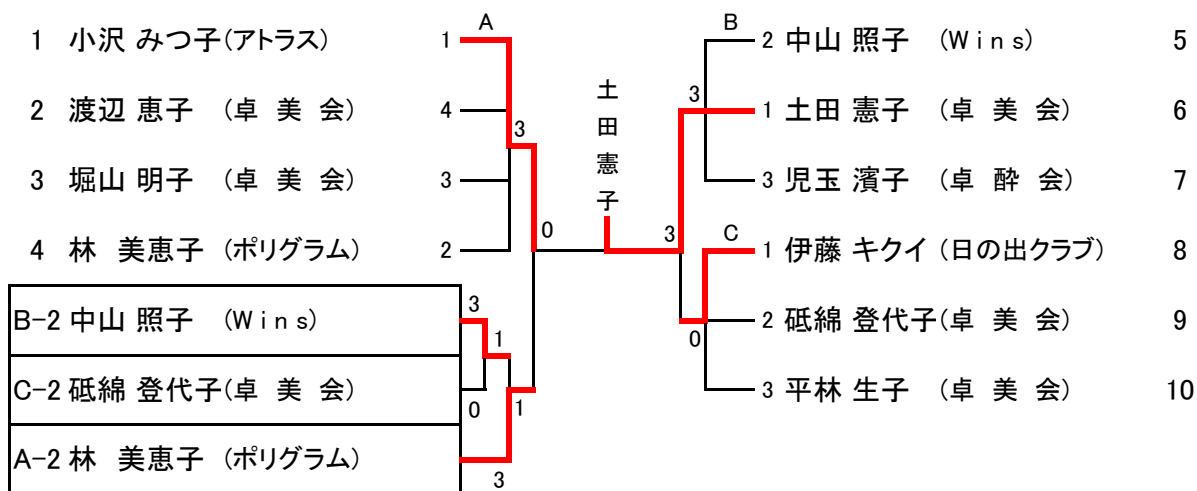 A
1 小沢 みつ子(アトラス) 1
2 渡辺 恵子 (卓 美 会) 4
3
3 堀山 明子 (卓 美 会) 3
4 林 美恵子 (ポリグラム) 2
0
B-2 中山 照子 (Wins) 3
1
C-2 砥綿 登代子(卓 美 会) 0
1
A-2 林 美恵子 (ポリグラム) 3
土田憲子
B
2 中山 照子 (Wins) 5
3
1 土田 憲子 (卓 美 会) 6
3 児玉 濱子 (卓 酔 会) 7
3
C
1 伊藤 キクイ (日の出クラブ) 8
2 砥綿 登代子(卓 美 会) 9
0
3 平林 生子 (卓 美 会) 10